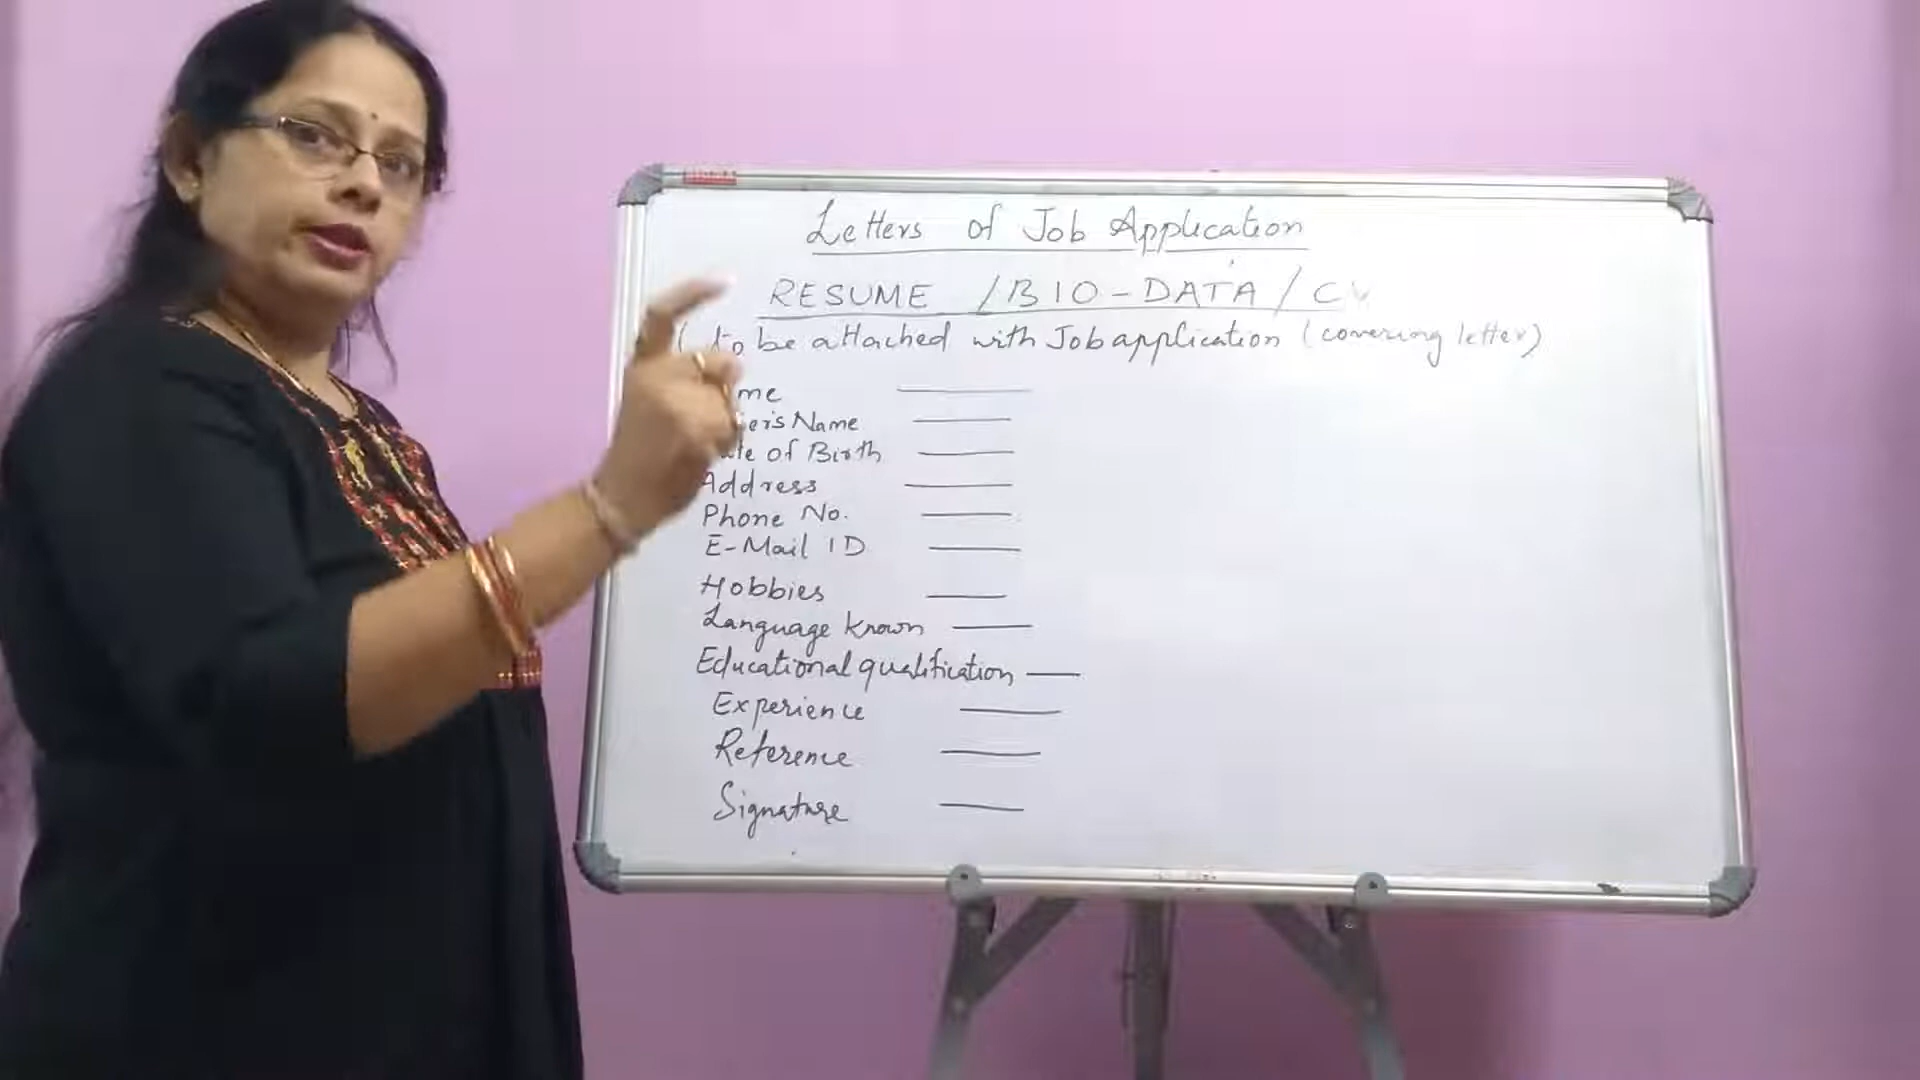 Letters of Job Application
RESUME / BIO-DATA / CV
( to be attached with Job application (covering letter)
me
er's Name
ate of Birth
Address
Phone No.
E-Mail ID
Hobbies
Language known
Educational qualification
Experience
Reference
Signature